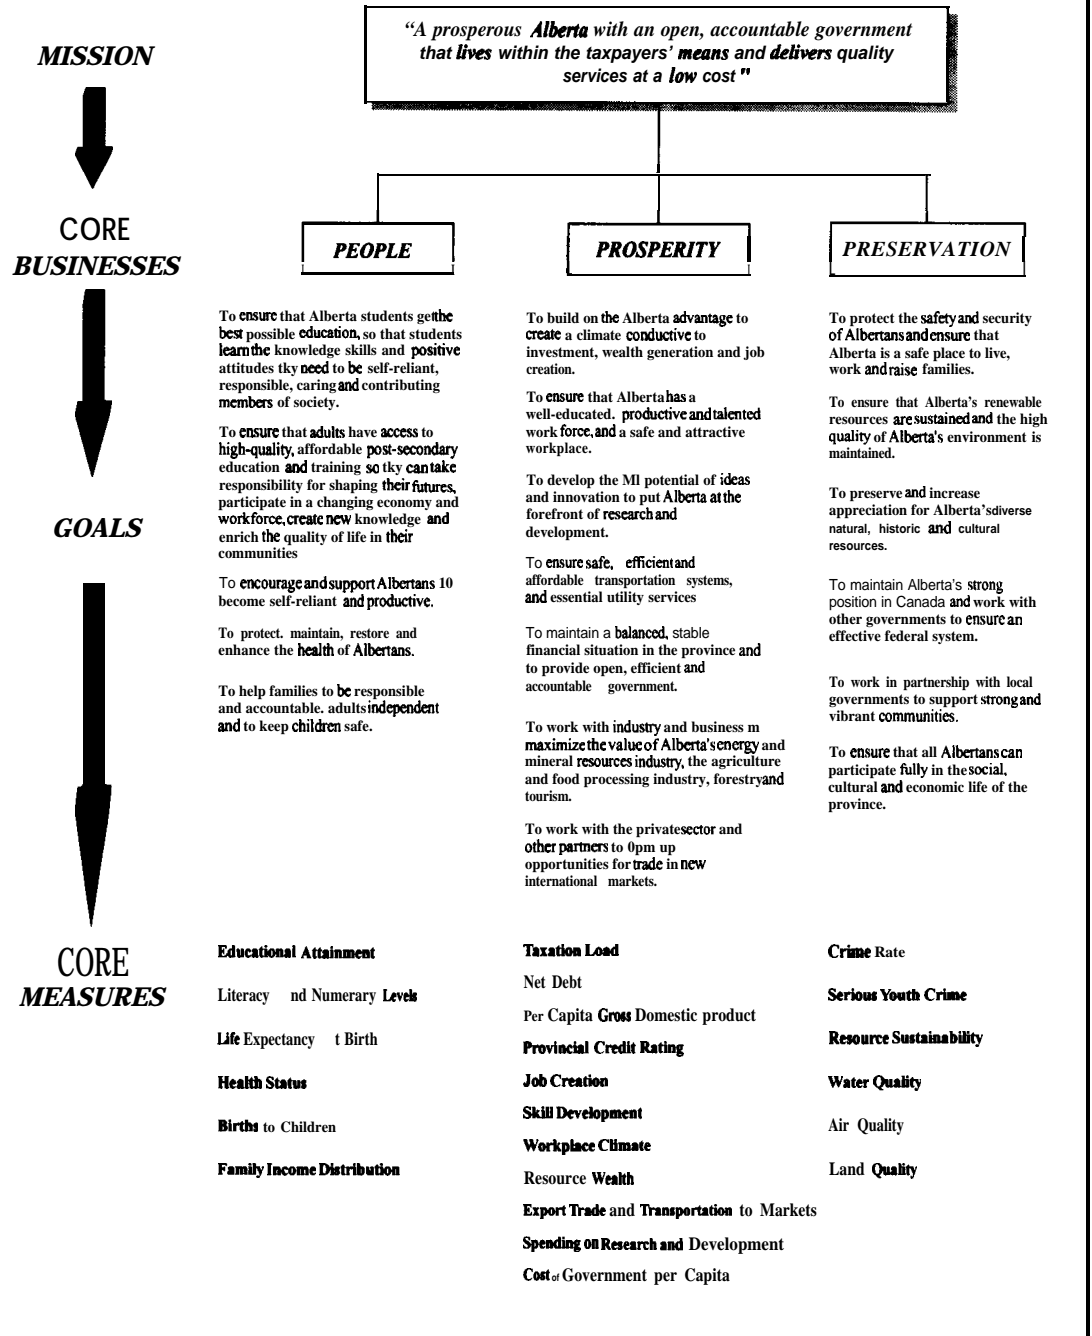 MISSION
“A prosperous Alberta with an open, accountable government
that lives within the taxpayers’ means and delivers quality
services at a low cost "
CORE
BUSINESSES
PEOPLE
PROSPERITY
PRESERVATION
GOALS
To ensure that Alberta students getthe
best possible education, so that students
learn the knowledge skills and positive
attitudes tky need to be self-reliant,
responsible, caring and contributing
members of society.
To ensure that adults have access to
high-quality, affordable post-secondary
education and training so tky can take
responsibility for shaping their futures,
participate in a changing economy and
workforce, create new knowledge and
enrich the quality of life in their
communities
To encourage and support Albertans 10
become self-reliant and productive.
To protect. maintain, restore and
enhance the health of Albertans.
To help families to be responsible
and accountable. adults independent
and to keep children safe.
To build on the Alberta advantage to
create a climate conductive to
investment, wealth generation and job
creation.
To ensure that Alberta has a
well-educated. productive and talented
work force, and a safe and attractive
workplace.
To develop the Ml potential of ideas
and innovation to put Alberta at the
forefront of research and
development.
To ensure safe, efficient and
affordable transportation systems,
and essential utility services
To maintain a balanced, stable
financial situation in the province and
to provide open, efficient and
accountable government.
To work with industry and business m
maximize the value of Alberta's energy and
mineral resources industry, the agriculture
and food processing industry, forestry and
tourism.
To work with the private sector and
other partners to 0pm up
opportunities for trade in new
international markets.
To protect the safety and security
of Albertans and ensure that
Alberta is a safe place to live,
work and raise families.
To ensure that Alberta’s renewable
resources are sustained and the high
quality of Alberta's environment is
maintained.
To preserve and increase
appreciation for Alberta’sdiverse
natural, historic and cultural
resources.
To maintain Alberta’s strong
position in Canada and work with
other governments to ensure an
effective federal system.
To work in partnership with local
governments to support strong and
vibrant communities.
To ensure that all Albertans can
participate fully in the social,
cultural and economic life of the
province.
CORE
MEASURES
Educational Attainment
Literacy nd Numerary Levels
Life Expectancy t Birth
Health Status
Births to Children
Family Income Distribution
Taxation Load
Net Debt
Per Capita Gross Domestic product
Provincial Credit Rating
Job Creation
Skill Development
Workplace Climate
Resource Wealth
Export Trade and Transportation to Markets
Spending on Research and Development
Cost of Government per Capita
Crime Rate
Serious Youth Crime
Resource Sustainability
Water Quality
Air Quality
Land Quality